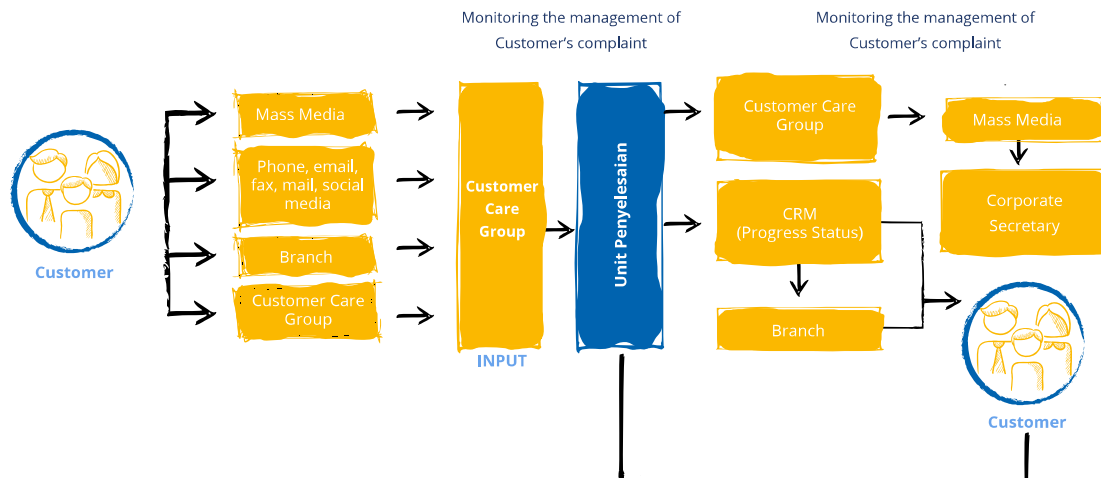 Monitoring the management of
Customer's complaint
Monitoring the management of
Customer's complaint
Customer
Mass Media
Phone, email,
fax, mail, social
media
Branch
Customer Care
Group
Customer
Care
Group
INPUT
Unit Penyelesaian
Customer Care
Group
CRM
(Progress Status)
Branch
Mass Media
Corporate
Secretary
Customer